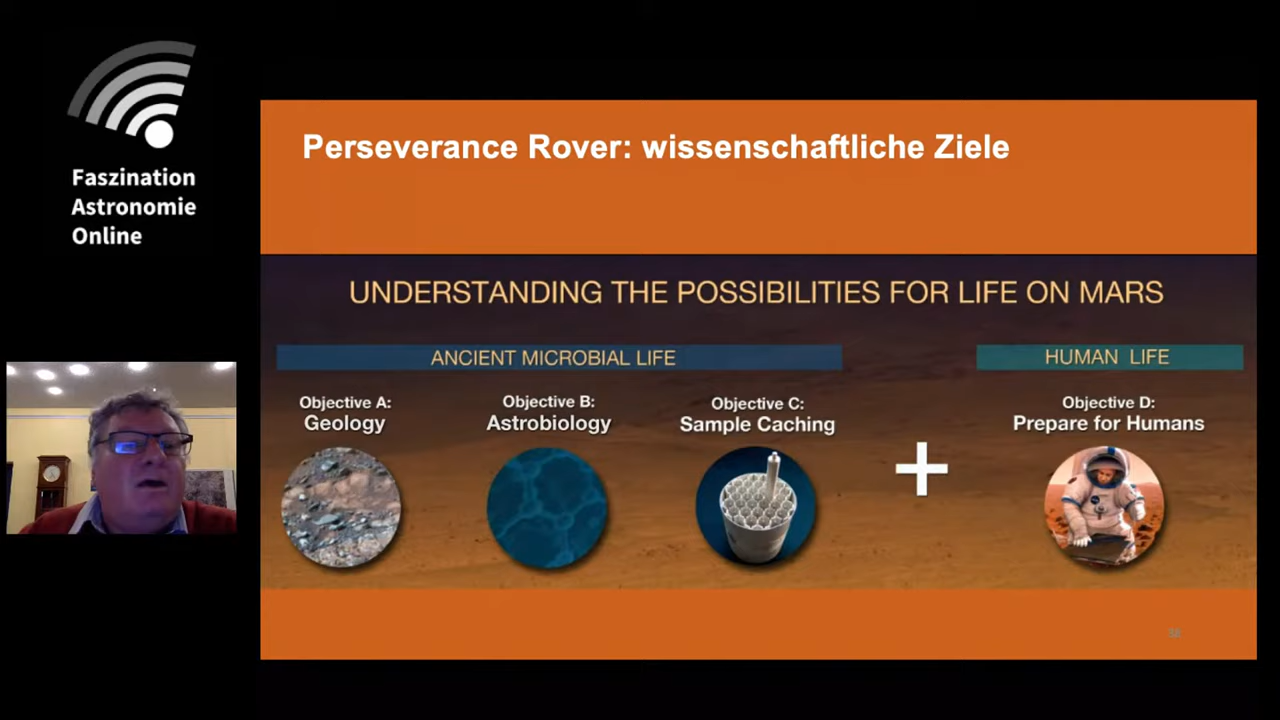 Faszination
Astronomie
Online
Perseverance Rover: wissenschaftliche Ziele
UNDERSTANDING THE POSSIBILITIES FOR LIFE ON MARS
ANCIENT MICROBIAL LIFE
HUMAN LIFE
Objective A:
Geology
Objective B:
Astrobiology
Objective C:
Sample Caching
Objective D:
Prepare for Humans